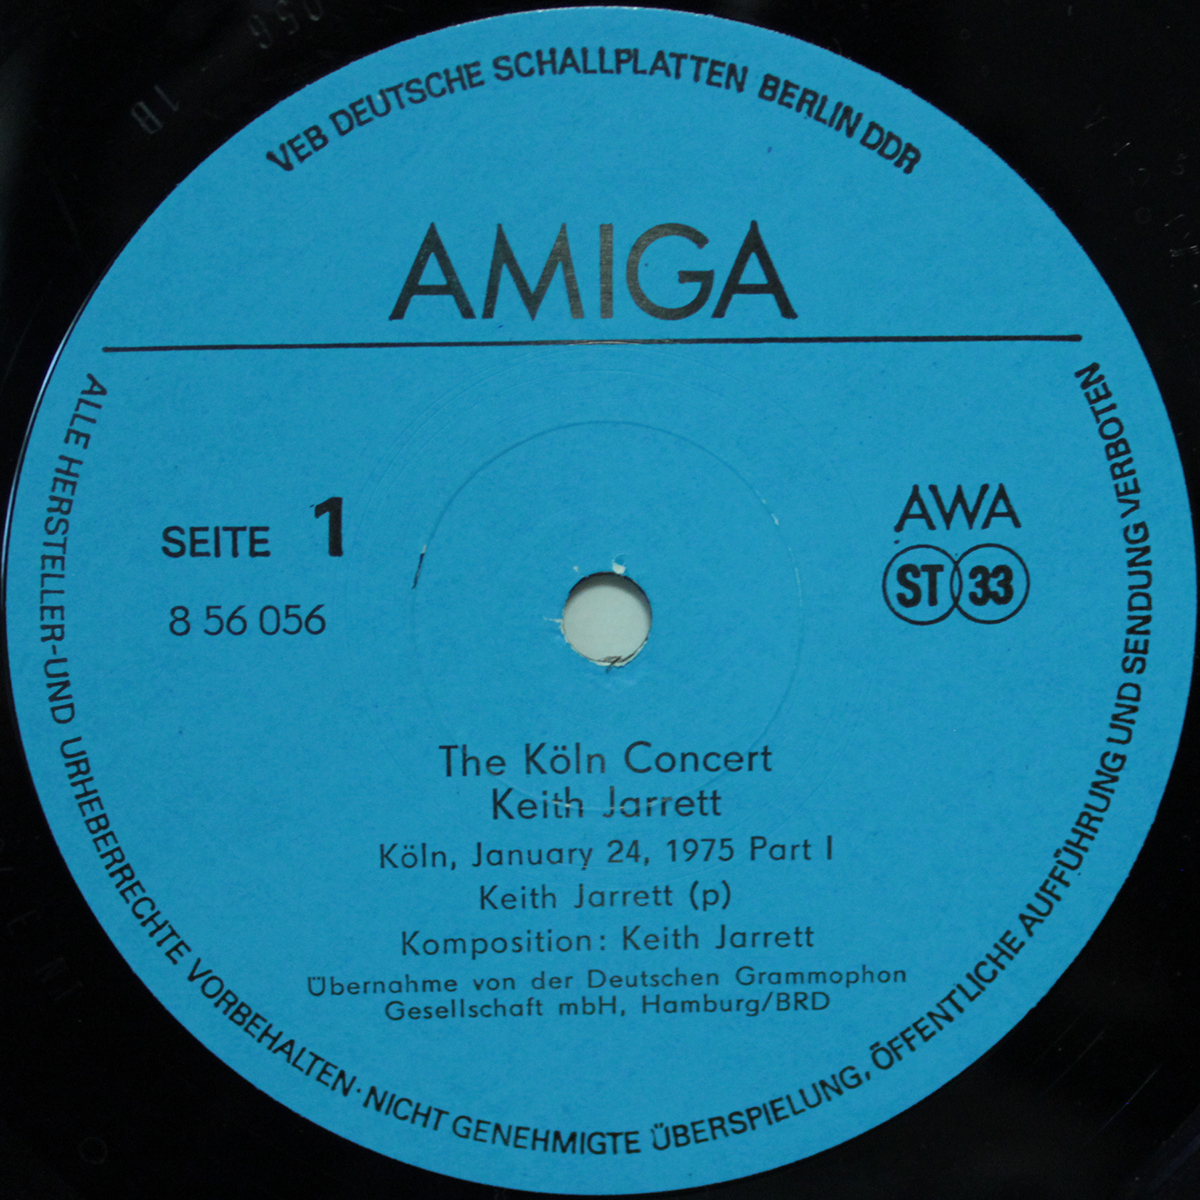 VEB DEUTSCHE SCHALLPLATTEN BERLIN DDR
AMIGA
SEITE 1
8 56 056
AWA
ST 33
The Köln Concert
Keith Jarrett
Köln, January 24, 1975 Part I
Keith Jarrett (p)
Komposition: Keith Jarrett
Übernahme von der Deutschen Grammophon
Gesellschaft mbH, Hamburg/BRD
ALLE HERSTELLER-UND URHEBERRECHTE VORBEHALTEN · NICHT GENEHMIGTE ÜBERSPIELUNG, ÖFFENTLICHE AUFFÜHRUNG UND SENDUNG VERBOTEN